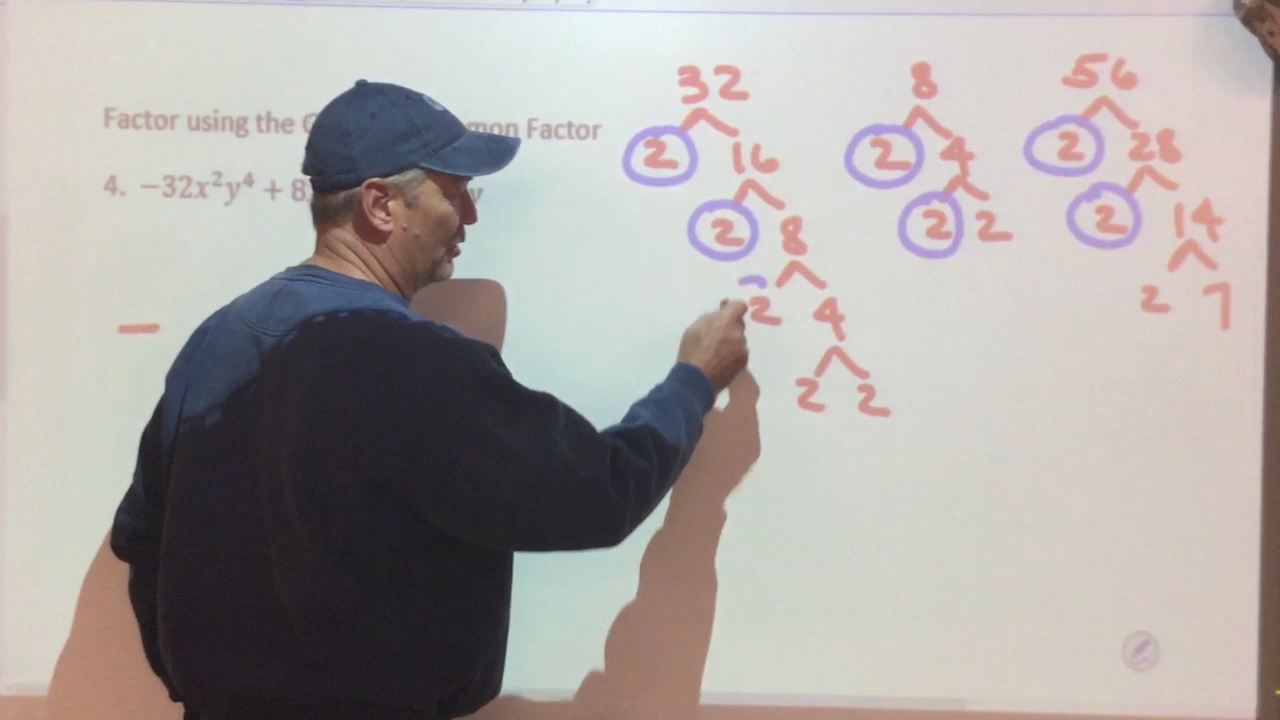 Factor using the mon Factor
4. −32x²y⁴ + 8 y
−
32 8 56
2 16 2 4 2 28
2 8 2 2 2 14
2 4 2 7
2 2